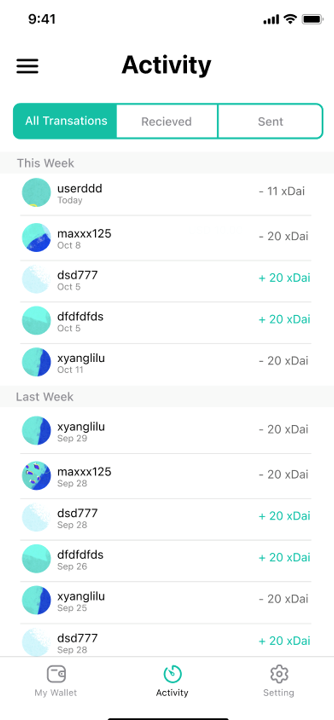 9:41
Activity
All Transations
Recieved
Sent
This Week
userddd
- 11 xDai
Today
maxxx125
- 20 xDai
Oct 8
dsd777
+ 20 xDai
Oct 5
dfdfdfds
+ 20 xDai
Oct 5
xyanglilu
- 20 xDai
Oct 11
Last Week
xyanglilu
- 20 xDai
Sep 29
maxxx125
- 20 xDai
Sep 28
dsd777
+ 20 xDai
Sep 28
dfdfdfds
+ 20 xDai
Sep 26
xyanglilu
- 20 xDai
Sep 25
dsd777
+ 20 xDai
Sep 28
My Wallet
Activity
Setting